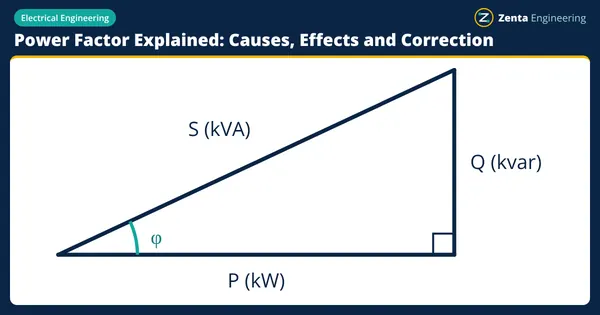 Electrical Engineering
Zenta Engineering
Power Factor Explained: Causes, Effects and Correction
S (kVA)
Q (kvar)
φ
P (kW)